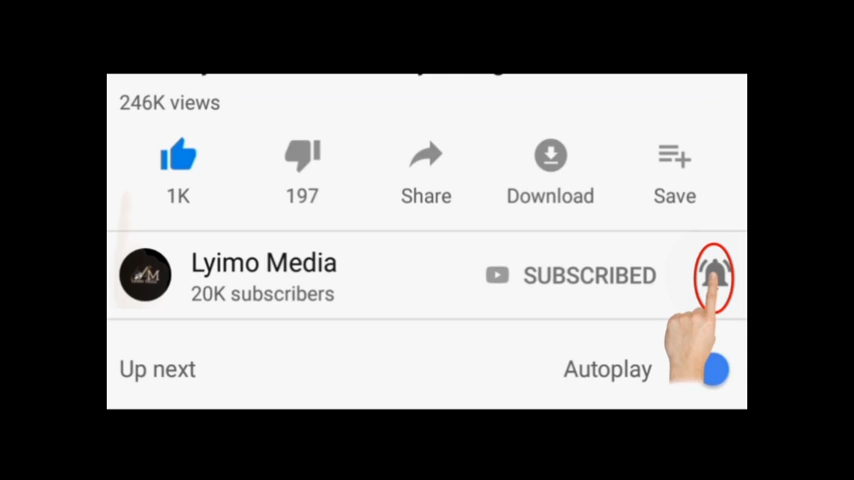 246K views
1K 197 Share Download Save
Lyimo Media
20K subscribers
SUBSCRIBED
Up next Autoplay